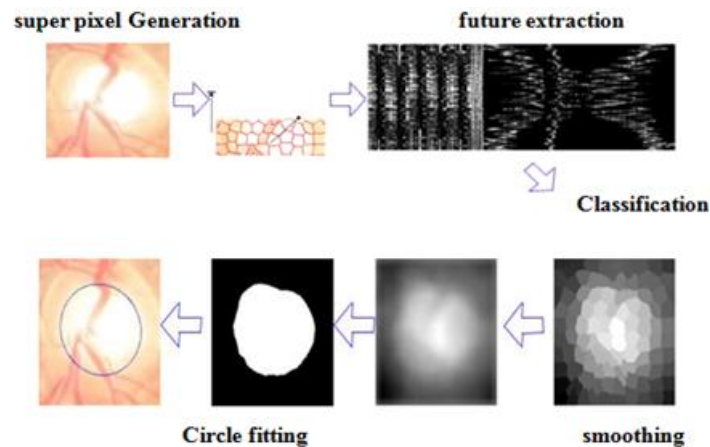 super pixel Generation
future extraction
Classification
Circle fitting
smoothing